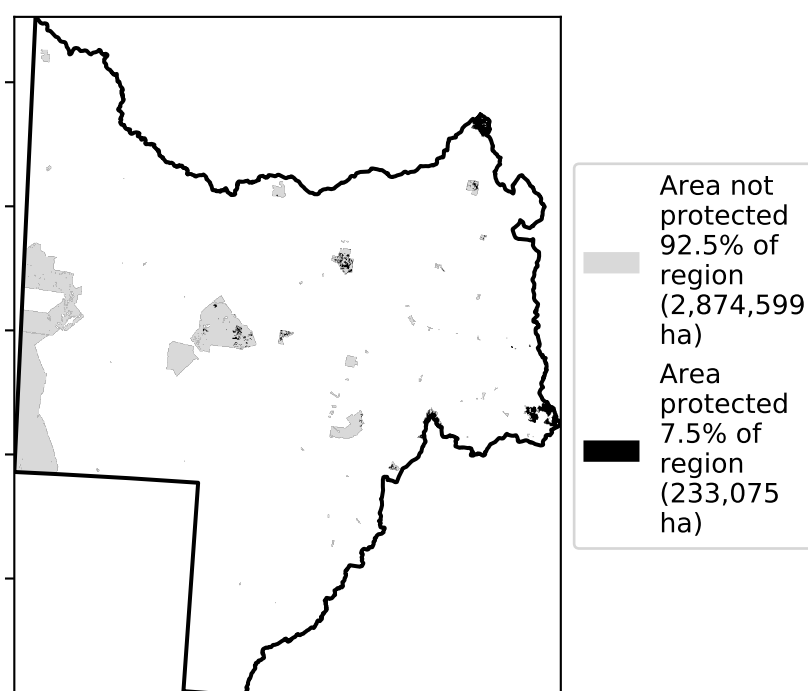 Area not
protected
92.5% of
region
(2,874,599
ha)
Area
protected
7.5% of
region
(233,075
ha)